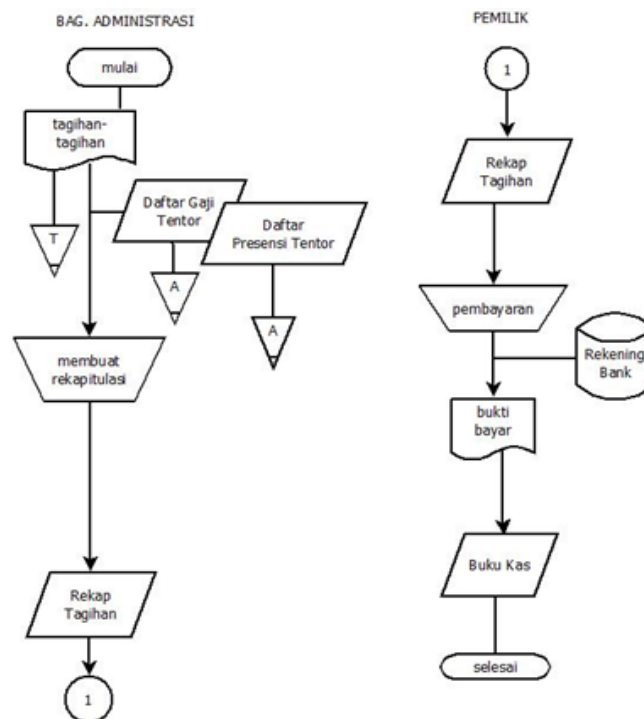 BAG. ADMINISTRASI
mulai
tagihan-
tagihan
T
Daftar Gaji
Tentor
A
Daftar
Presensi Tentor
A
membuat
rekapitulasi
Rekap
Tagihan
1
PEMILIK
1
Rekap
Tagihan
pembayaran
Rekening
Bank
bukti
bayar
Buku Kas
selesai